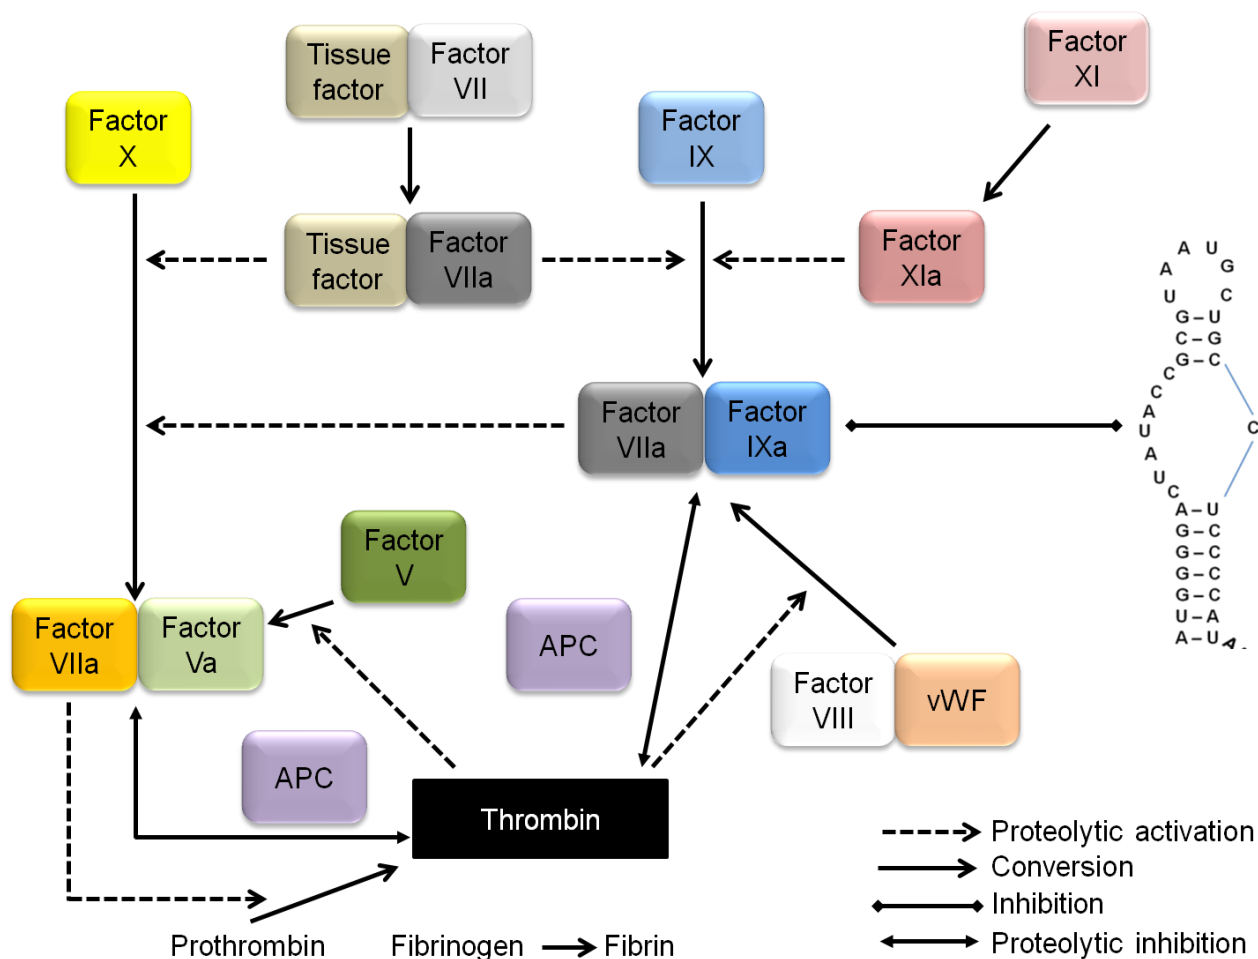 Tissue
factor
Factor
VII
Factor
XI
Factor
X
Factor
IX
Tissue
factor
Factor
VIIa
Factor
XIa
Factor
VIIa
Factor
IXa
Factor
V
Factor
VIIa
Factor
Va
APC
APC
Factor
VIII
vWF
Thrombin
Prothrombin
Fibrinogen
Fibrin
Proteolytic activation
Conversion
Inhibition
Proteolytic inhibition
A A U G
U C
G – U
C – G
G – C
C
C
A
U
A
U
C
C
A – U
G – C
G – C
G – C
U – A
A – U